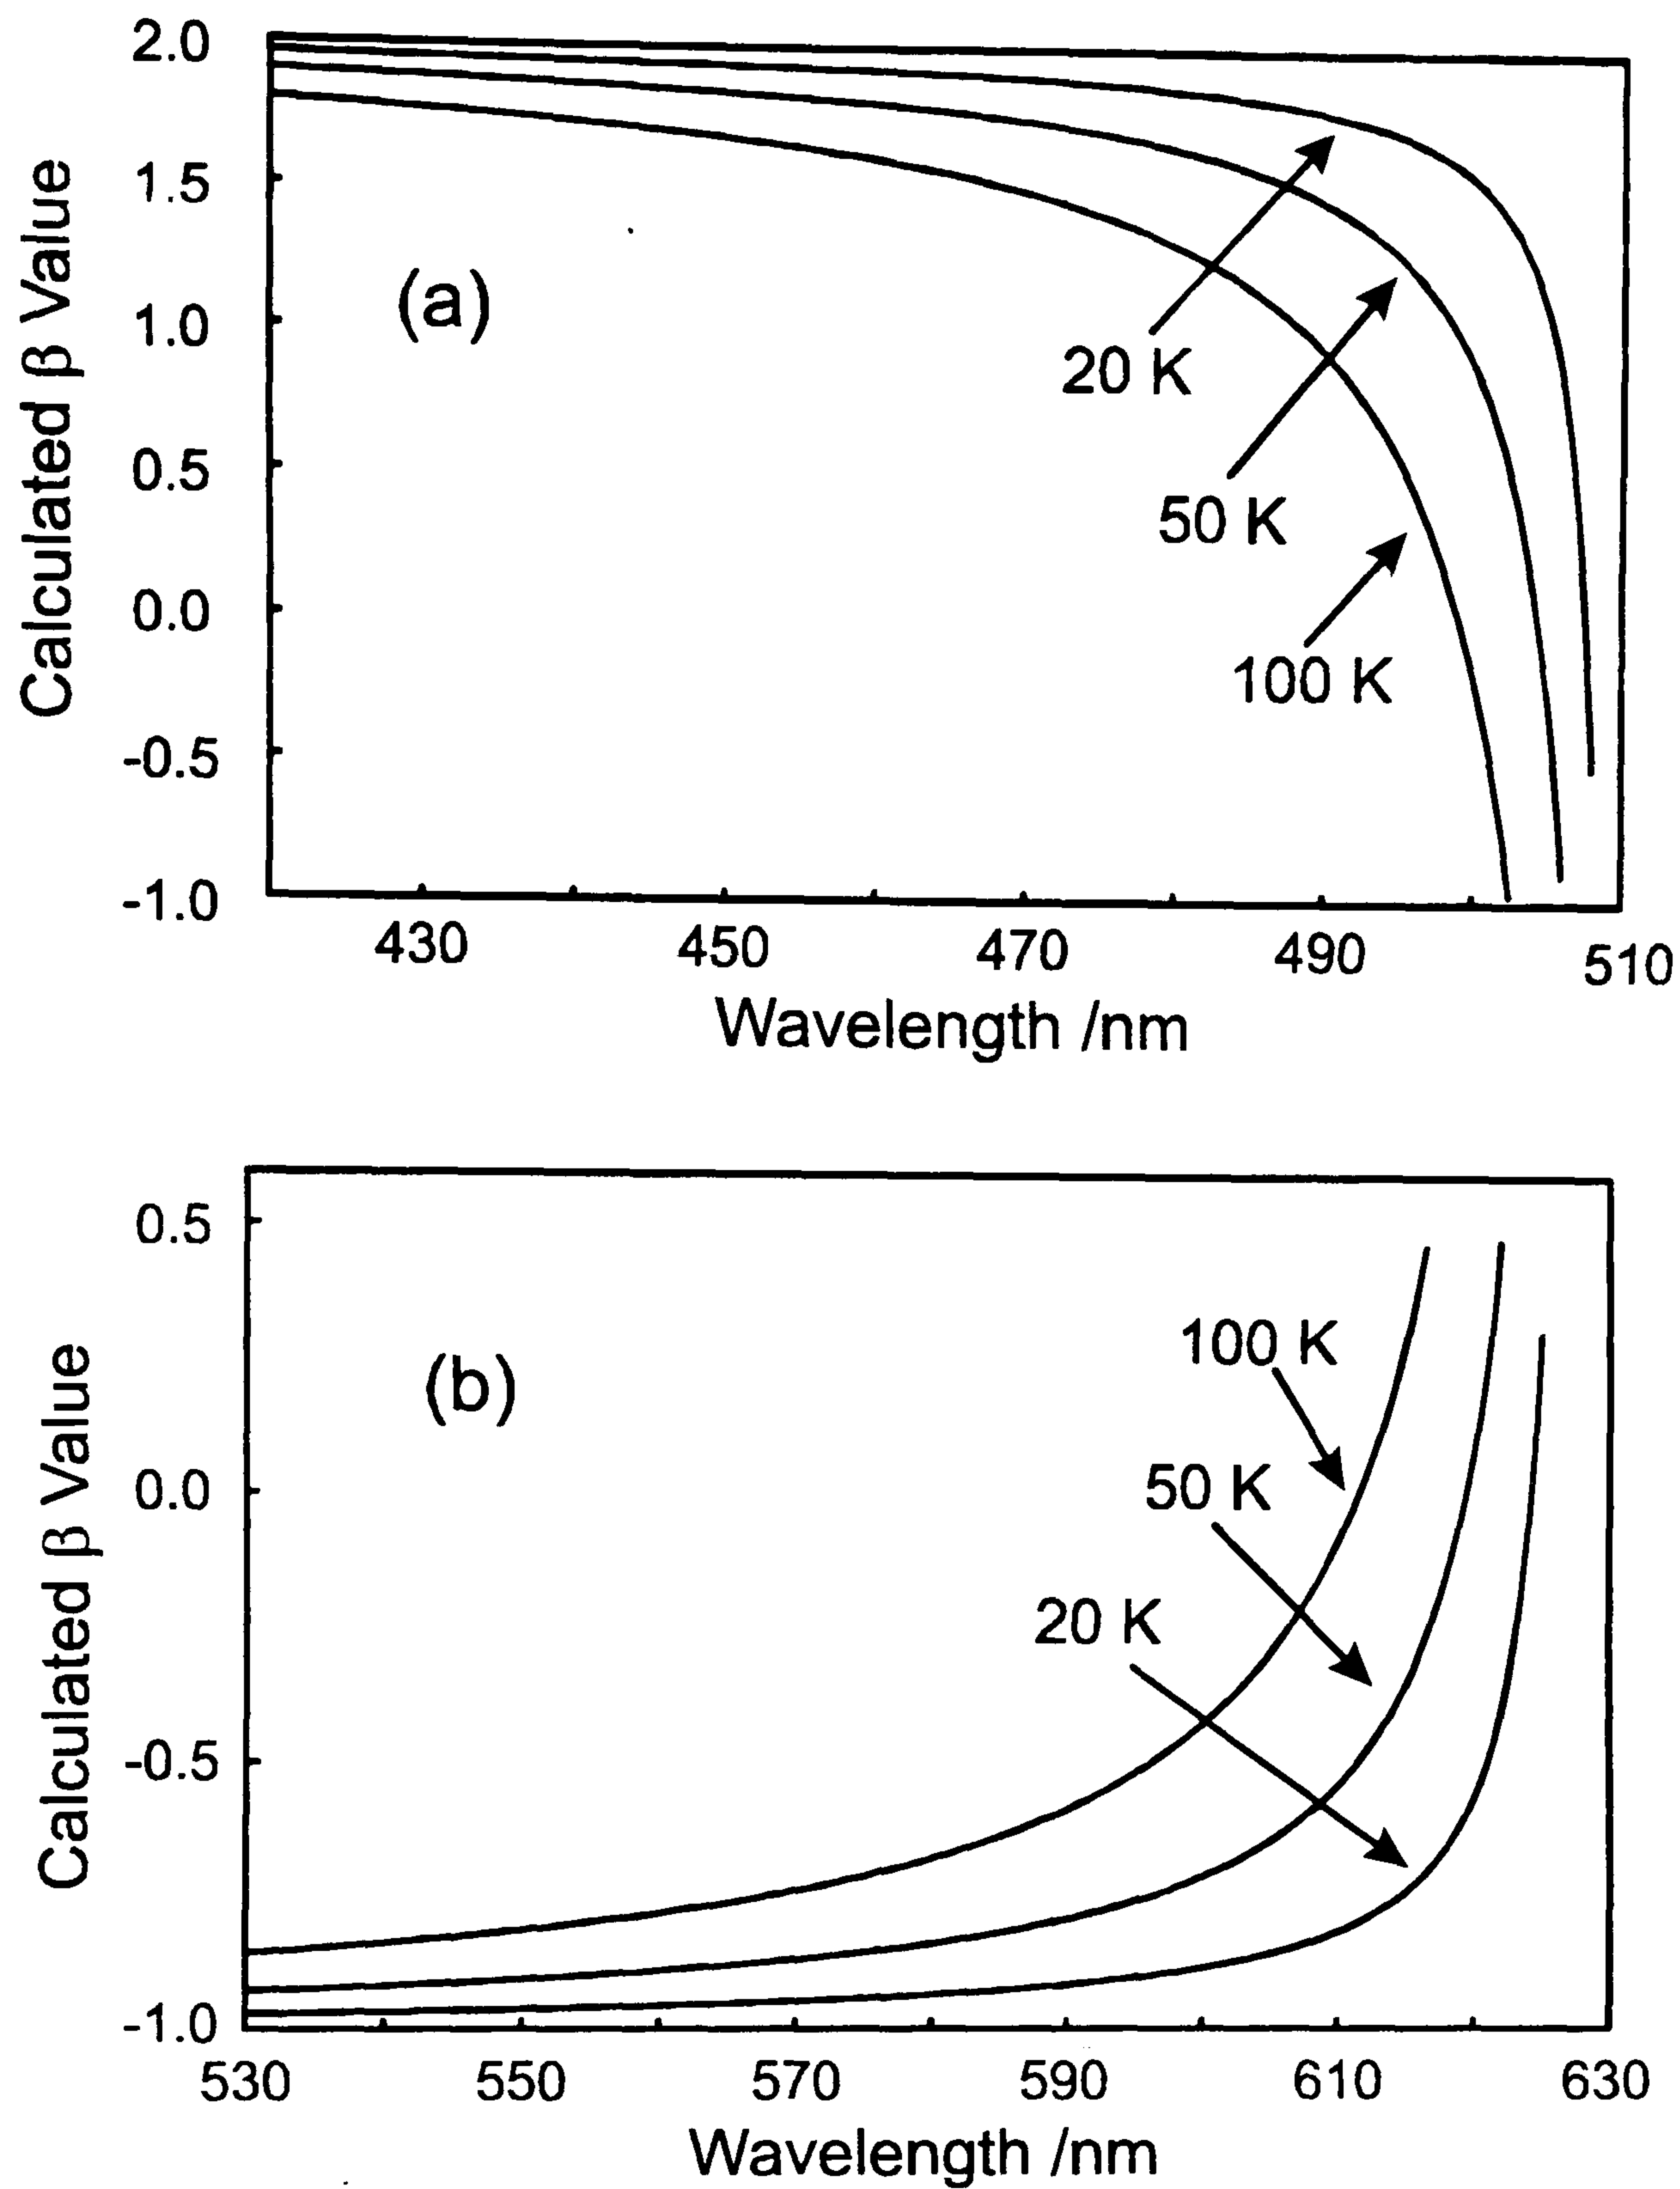 2.0
1.5
1.0
0.5
0.0
-0.5
-1.0
Calculated β Value
(a)
20 K
50 K
100 K
430 450 470 490 510
Wavelength /nm
0.5
0.0
-0.5
-1.0
Calculated β Value
(b)
100 K
50 K
20 K
530 550 570 590 610 630
Wavelength /nm